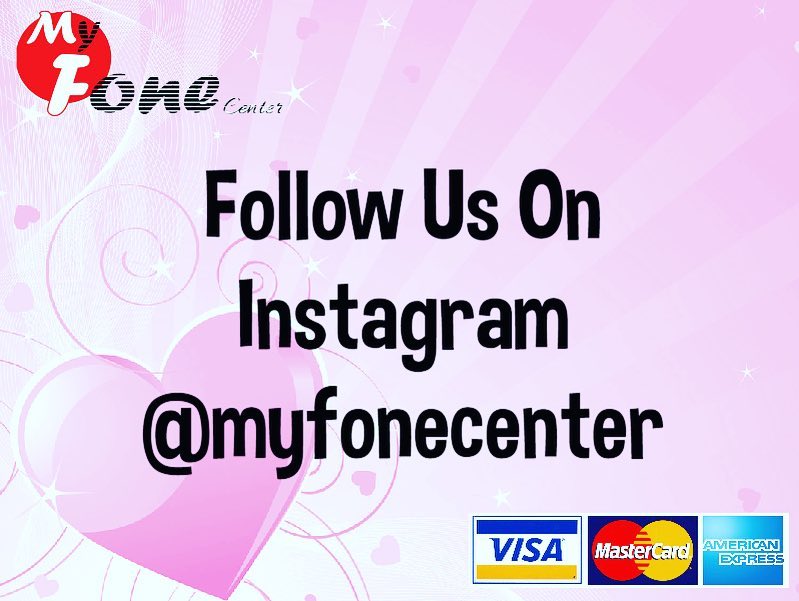 My
Fone Center
Follow Us On
Instagram
@myfonecenter
VISA MasterCard AMERICAN
EXPRESS